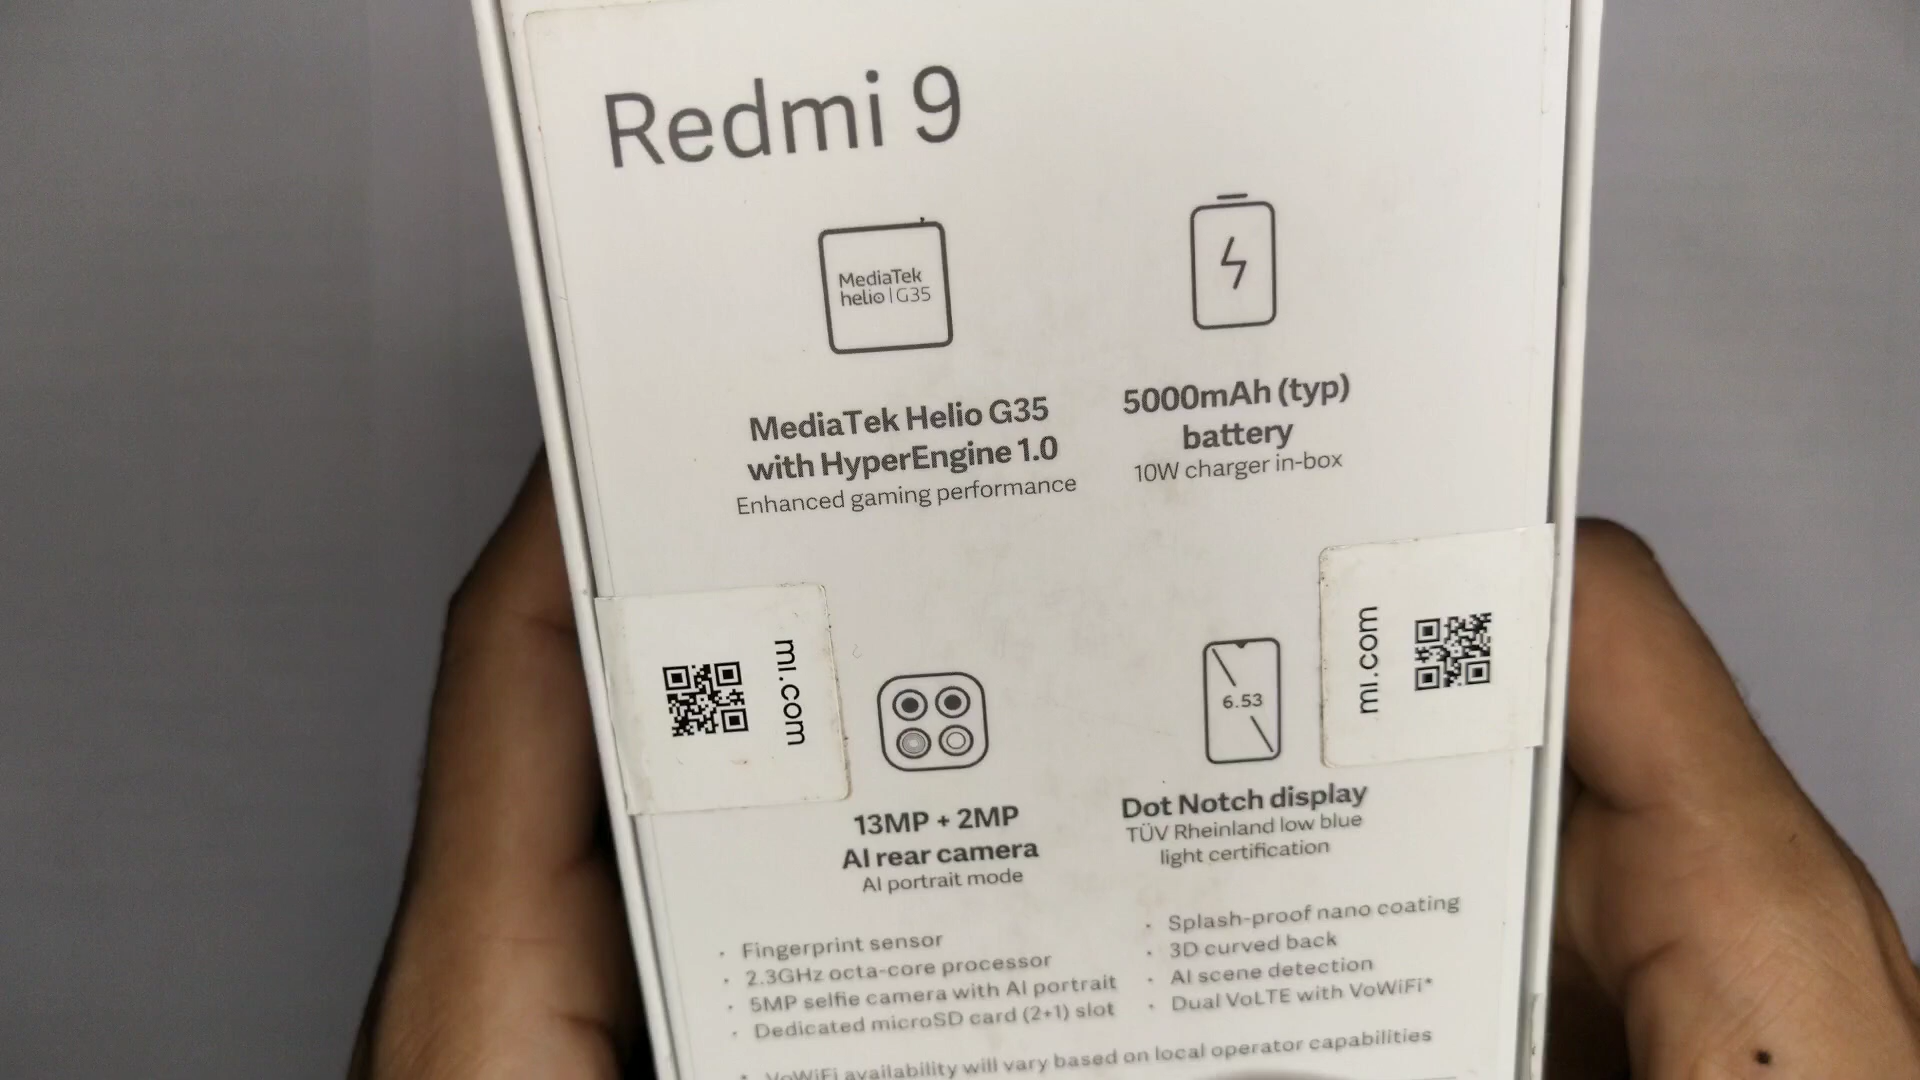 Redmi 9
MediaTek
helio G35
MediaTek Helio G35
with HyperEngine 1.0
Enhanced gaming performance
5000mAh (typ)
battery
10W charger in-box
mi.com
mi.com
13MP + 2MP
AI rear camera
AI portrait mode
6.53
Dot Notch display
TÜV Rheinland low blue
light certification
· Fingerprint sensor
· 2.3GHz octa-core processor
· 5MP selfie camera with AI portrait
· Dedicated microSD card (2+1) slot
· Splash-proof nano coating
· 3D curved back
· AI scene detection
· Dual VoLTE with VoWiFi*
* VoWiFi availability will vary based on local operator capabilities